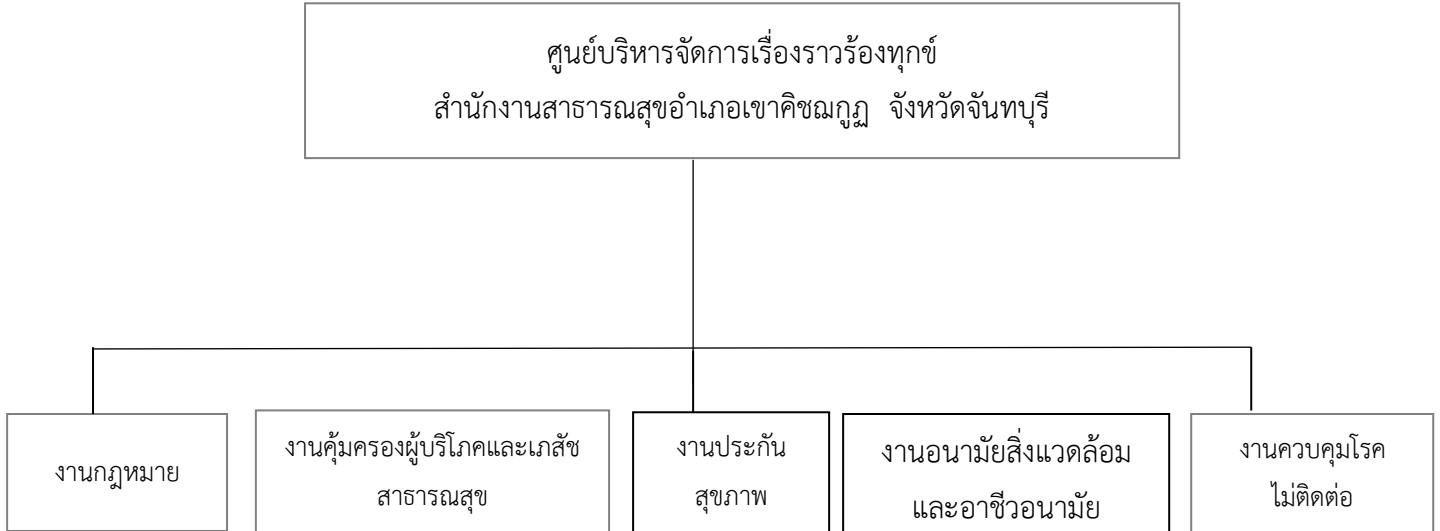 ศูนย์บริหารจัดการเรื่องราวร้องทุกข์
สำนักงานสาธารณสุขอำเภอเขาคิชฌกูฏ จังหวัดจันทบุรี
งานกฎหมาย
งานคุ้มครองผู้บริโภคและเภสัช
สาธารณสุข
งานประกัน
สุขภาพ
งานอนามัยสิ่งแวดล้อม
และอาชีวอนามัย
งานควบคุมโรค
ไม่ติดต่อ